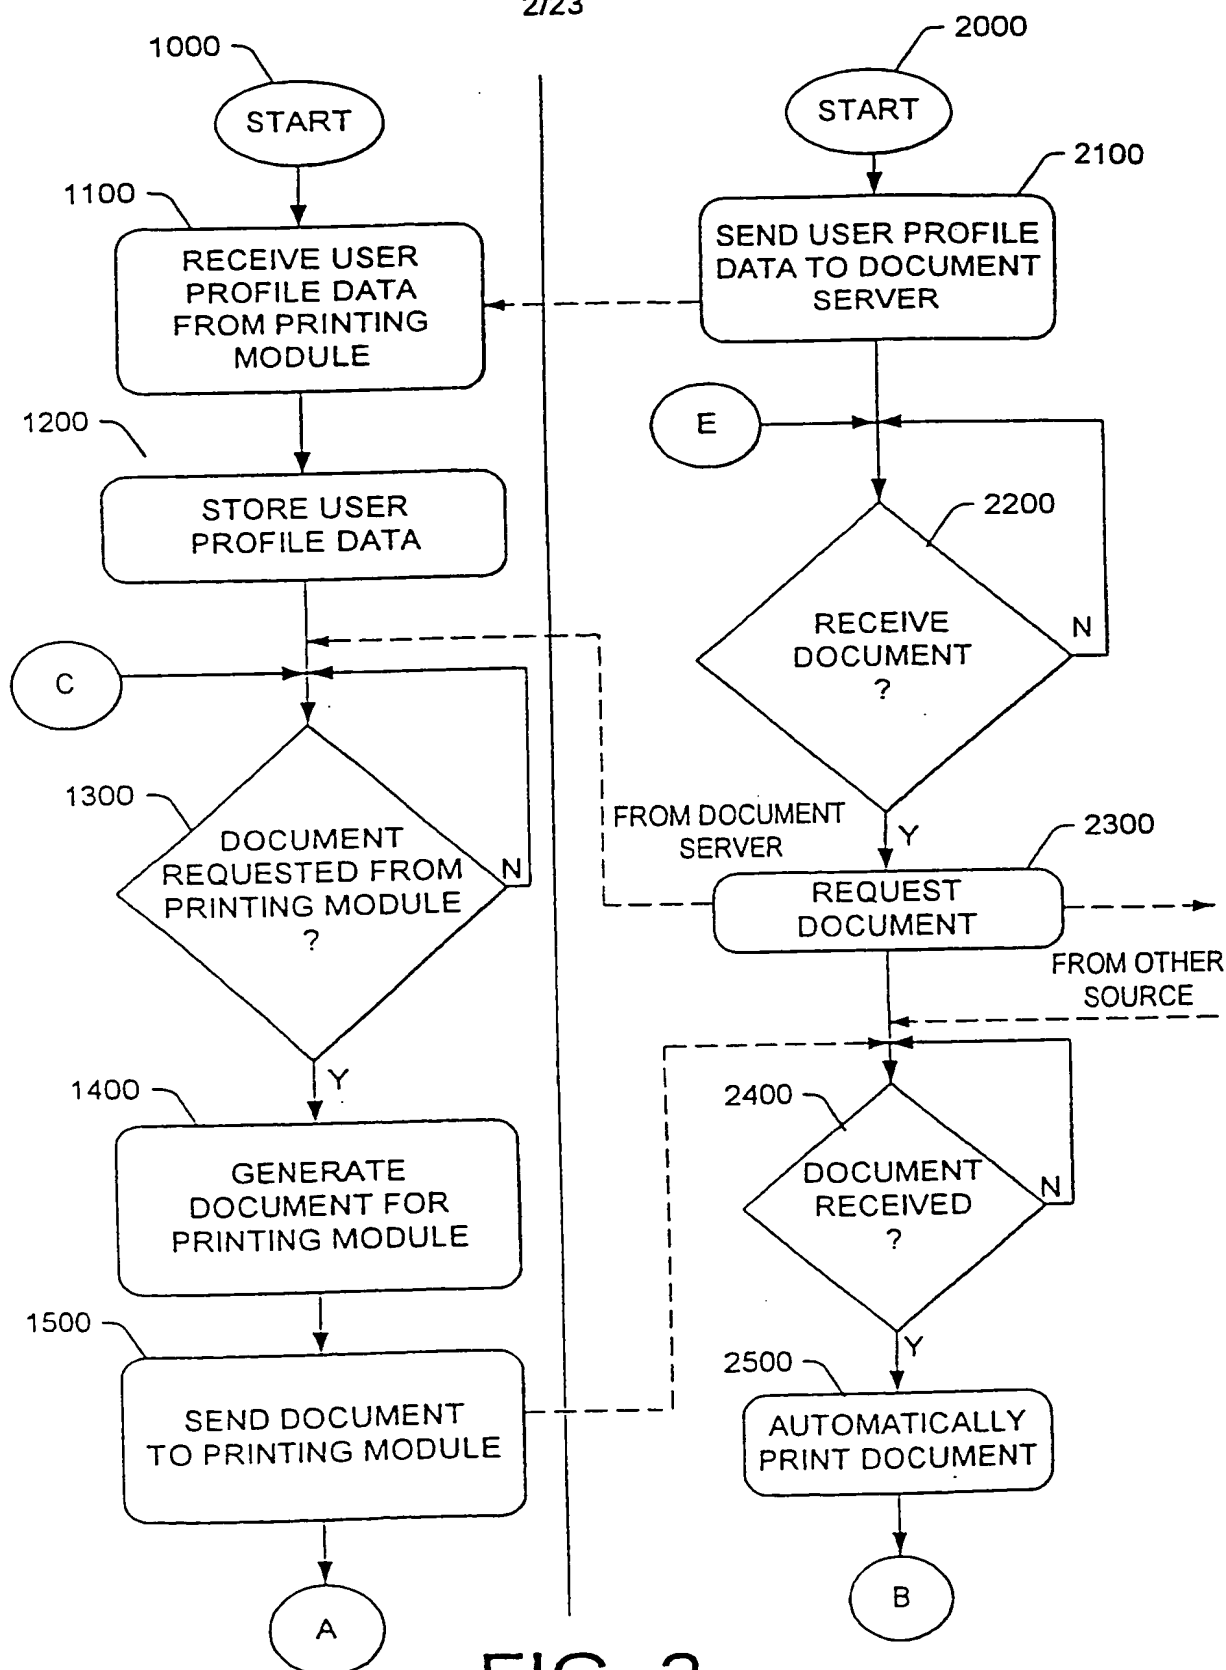 2/23
1000
START
1100
RECEIVE USER
PROFILE DATA
FROM PRINTING
MODULE
1200
STORE USER
PROFILE DATA
C
1300
DOCUMENT
REQUESTED FROM
PRINTING MODULE
?
N
Y
1400
GENERATE
DOCUMENT FOR
PRINTING MODULE
1500
SEND DOCUMENT
TO PRINTING MODULE
A
2000
START
2100
SEND USER PROFILE
DATA TO DOCUMENT
SERVER
E
2200
RECEIVE
DOCUMENT
?
N
Y
FROM DOCUMENT
SERVER
2300
REQUEST
DOCUMENT
FROM OTHER
SOURCE
2400
DOCUMENT
RECEIVED
?
N
Y
2500
AUTOMATICALLY
PRINT DOCUMENT
B